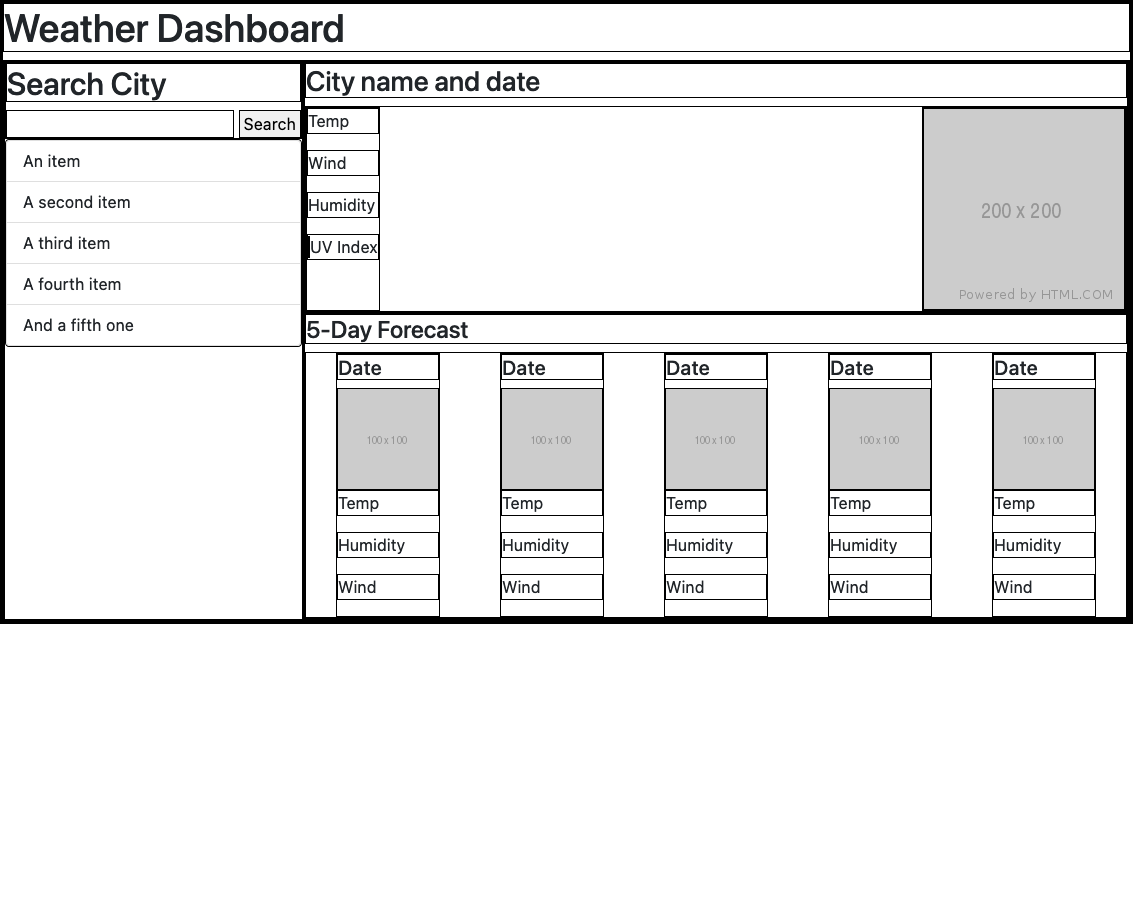 Weather Dashboard
Search City
Search
An item
A second item
A third item
A fourth item
And a fifth one
City name and date
Temp
Wind
Humidity
UV Index
200 x 200
Powered by HTML.COM
5-Day Forecast
Date Date Date Date Date
100 x 100 100 x 100 100 x 100 100 x 100 100 x 100
Temp Temp Temp Temp Temp
Humidity Humidity Humidity Humidity Humidity
Wind Wind Wind Wind Wind